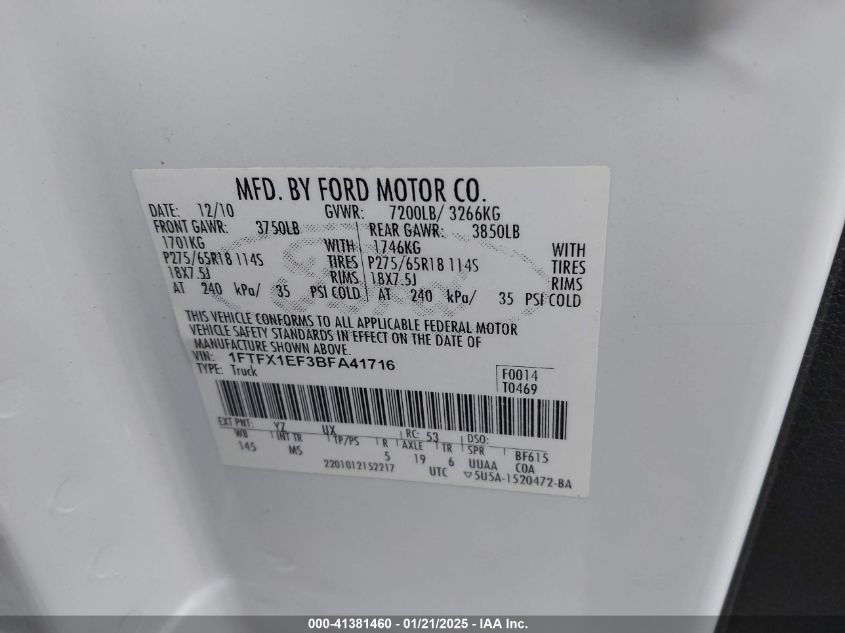 MFD. BY FORD MOTOR CO.
DATE: 12/10 GVWR: 7200LB/ 3266KG
FRONT GAWR: 3750LB REAR GAWR: 3850LB
1701KG WITH 1746KG WITH
P275/65R18 114S TIRES P275/65R18 114S TIRES
18X7.5J RIMS 18X7.5J RIMS
AT 240 kPa/ 35 PSI COLD AT 240 kPa/ 35 PSI COLD
THIS VEHICLE CONFORMS TO ALL APPLICABLE FEDERAL MOTOR
VEHICLE SAFETY STANDARDS IN EFFECT ON THE DATE OF
MANUFACTURE SHOWN ABOVE.
VIN: 1FTFX1EF3BFA41716
TYPE: Truck F0014
T0469
EXT PNT: YZ UX RC: 53 DSO:
WB INT TR TP/PS R AXLE TR SPR BF615
145 MS 5 19 6 UUAA COA
2201012152217 UTC ▽5U5A-1520472-BA
000-41381460 - 01/21/2025 - IAA Inc.